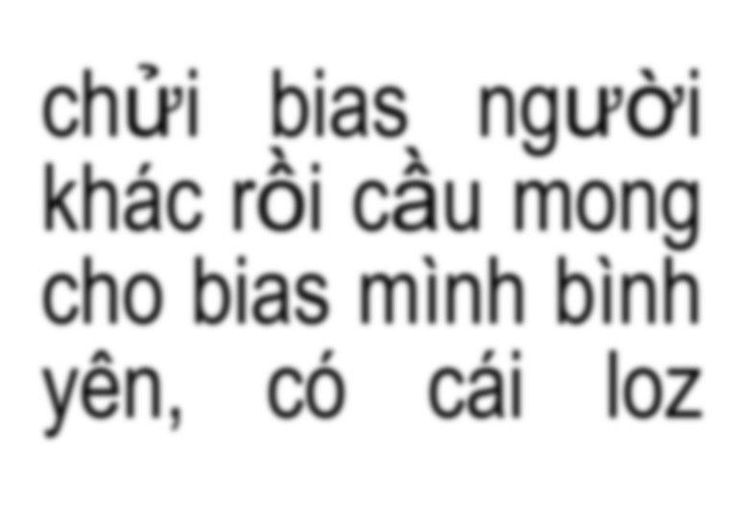 chửi bias người
khác rồi cầu mong
cho bias mình bình
yên, có cái loz